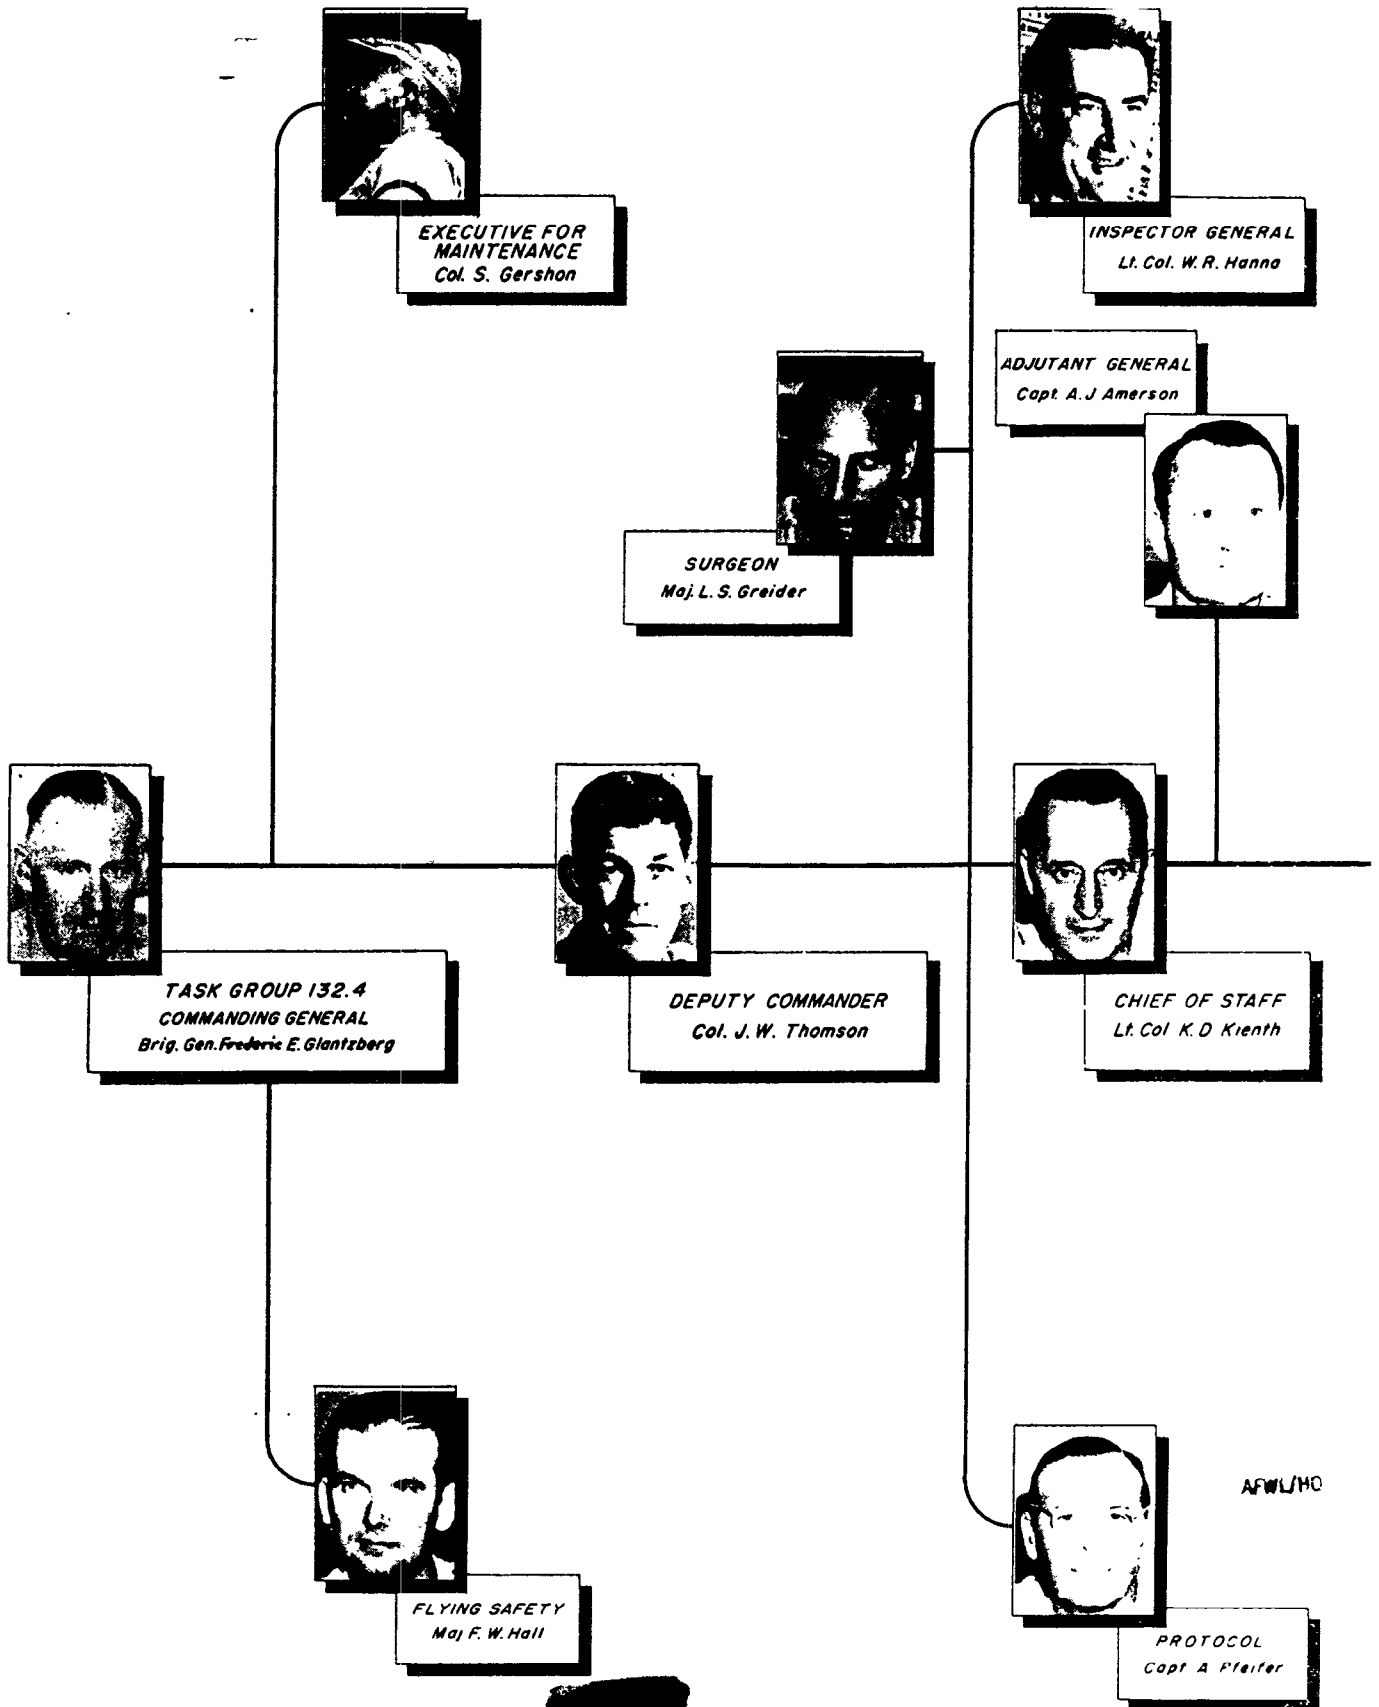 EXECUTIVE FOR
MAINTENANCE
Col. S. Gershon
INSPECTOR GENERAL
Lt. Col. W. R. Hanna
ADJUTANT GENERAL
Capt. A. J Amerson
SURGEON
Maj. L. S. Greider
TASK GROUP 132.4
COMMANDING GENERAL
Brig. Gen. Frederic E. Glantzberg
DEPUTY COMMANDER
Col. J. W. Thomson
CHIEF OF STAFF
Lt. Col K. D Kienth
FLYING SAFETY
Maj F. W. Hall
AFWL/HO
PROTOCOL
Capt A Pfeifer